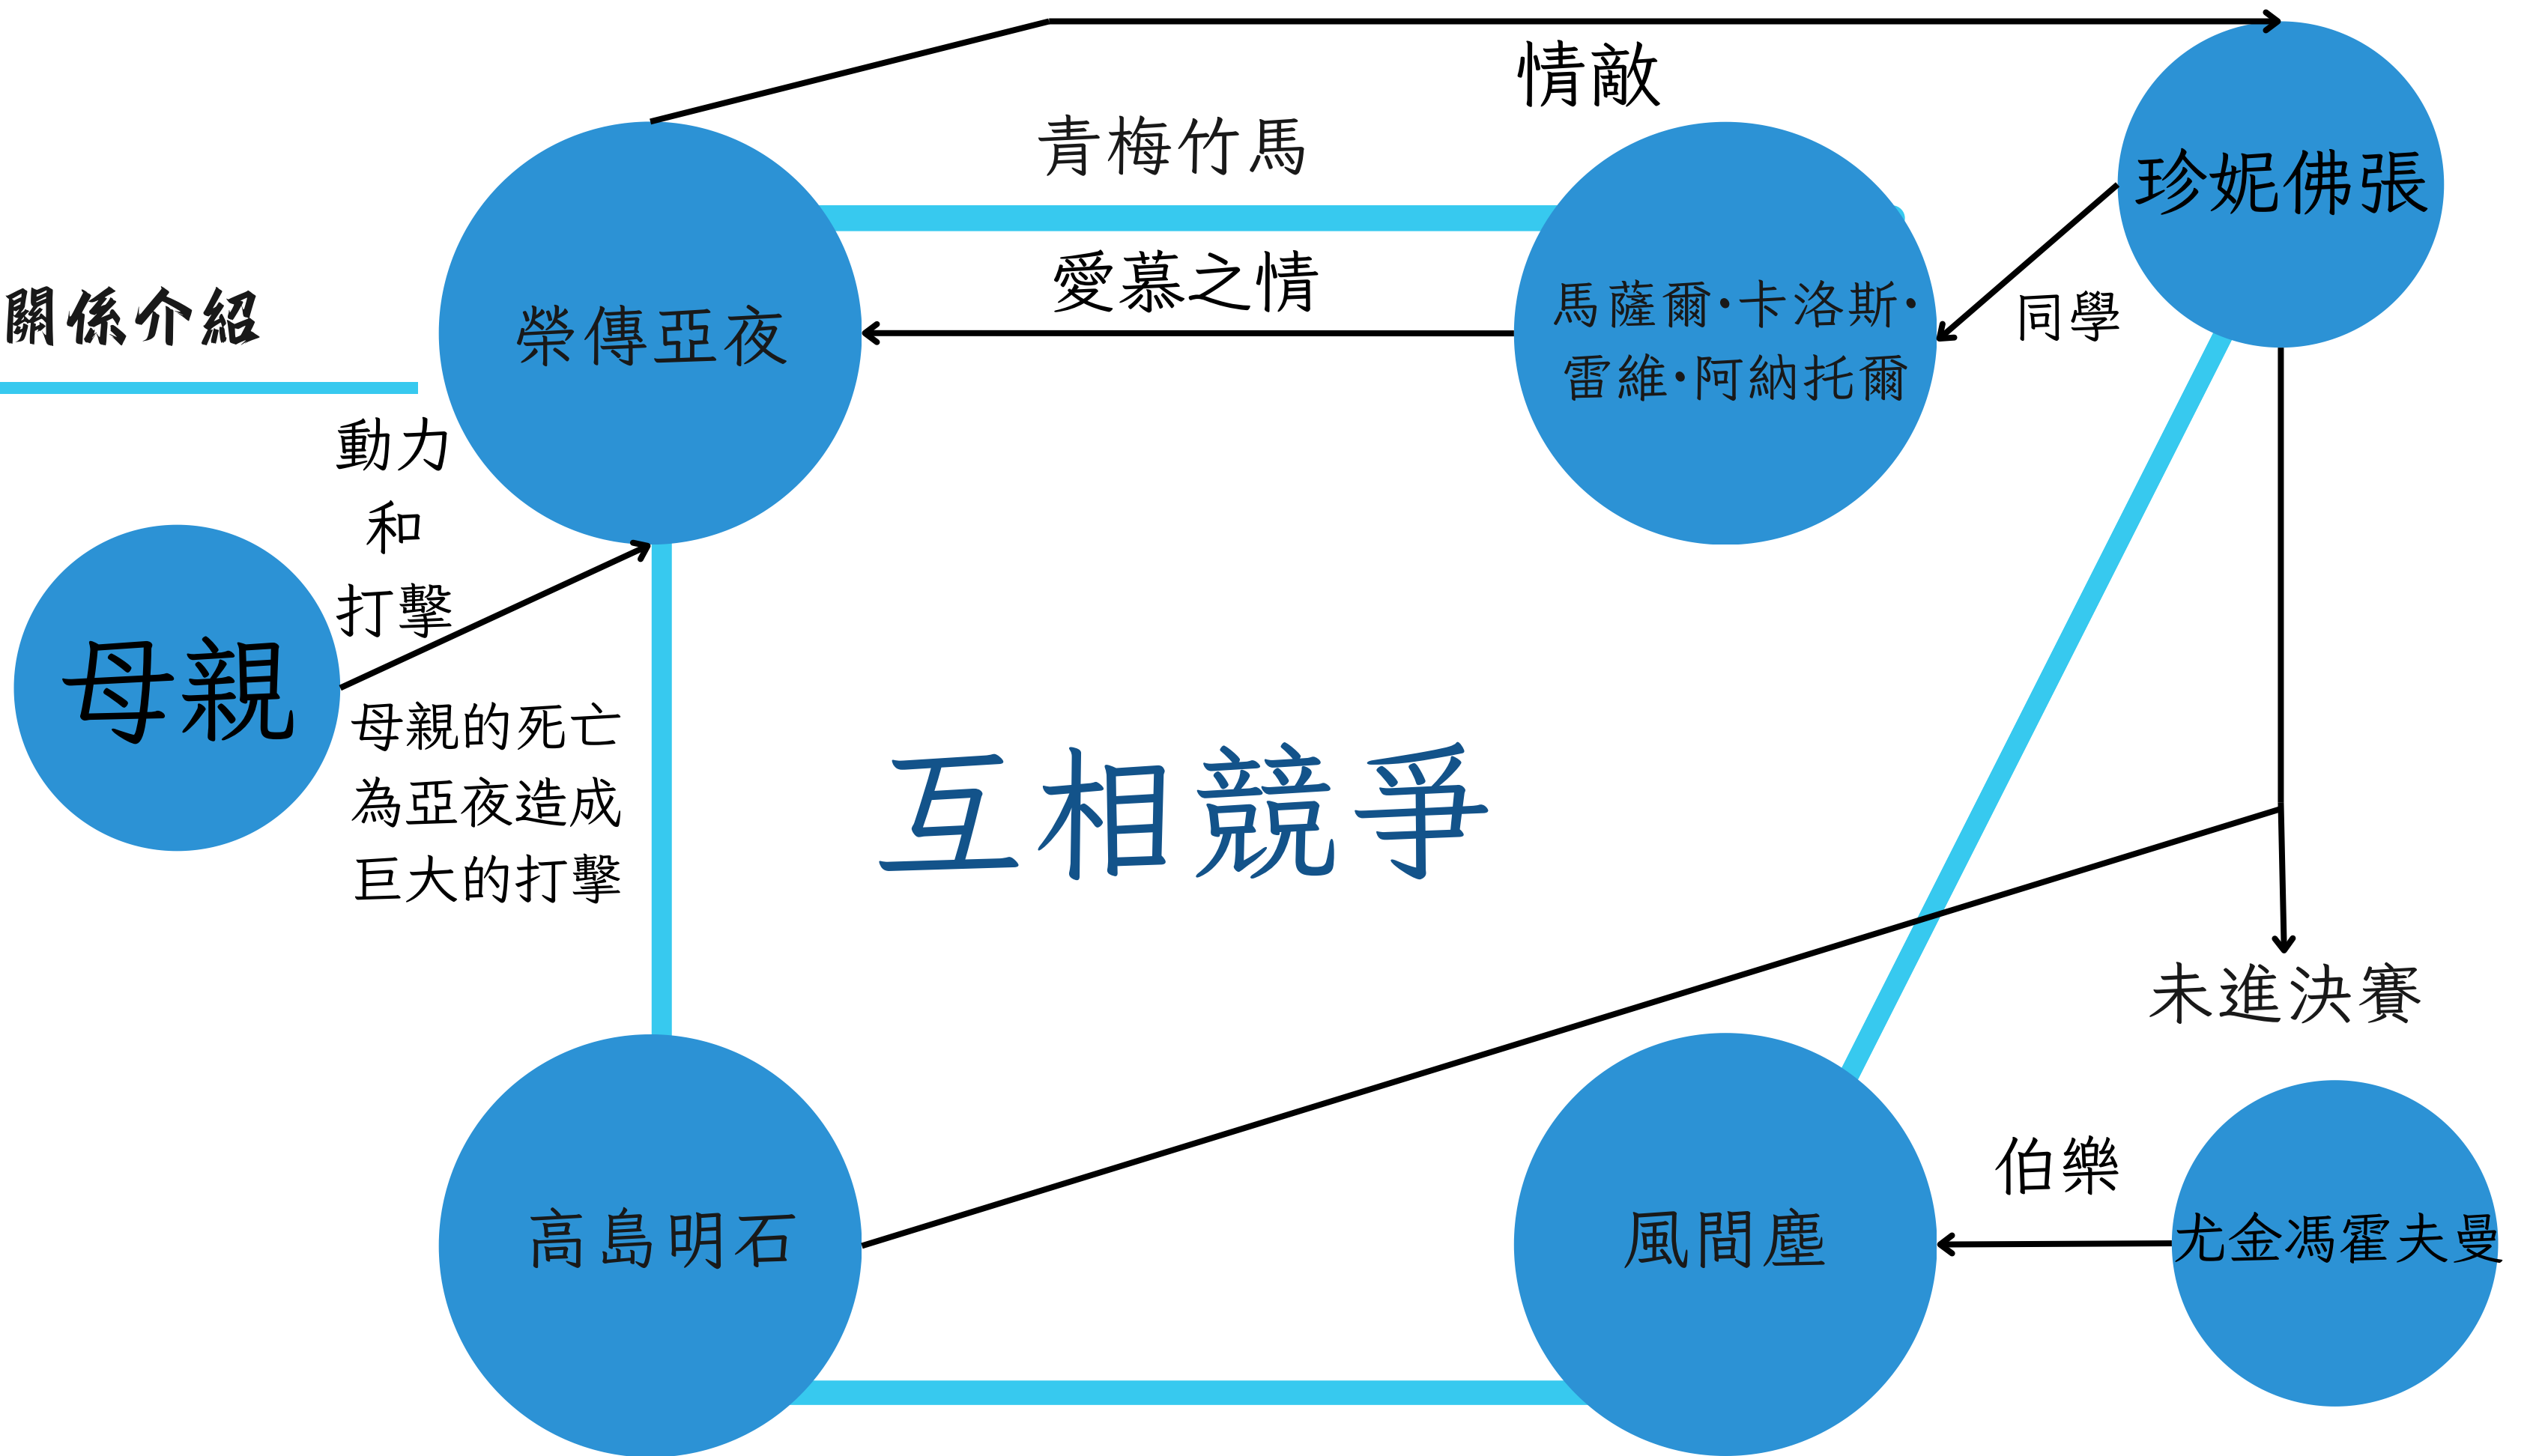 情敵
青梅竹馬
珍妮佛張
愛慕之情
關係介紹
榮傳亞夜
馬薩爾·卡洛斯·
雷維·阿納托爾
同學
動力
和
打擊
母親
母親的死亡
為亞夜造成
巨大的打擊
互相競爭
未進決賽
伯樂
高島明石
風間塵
尤金馮霍夫曼